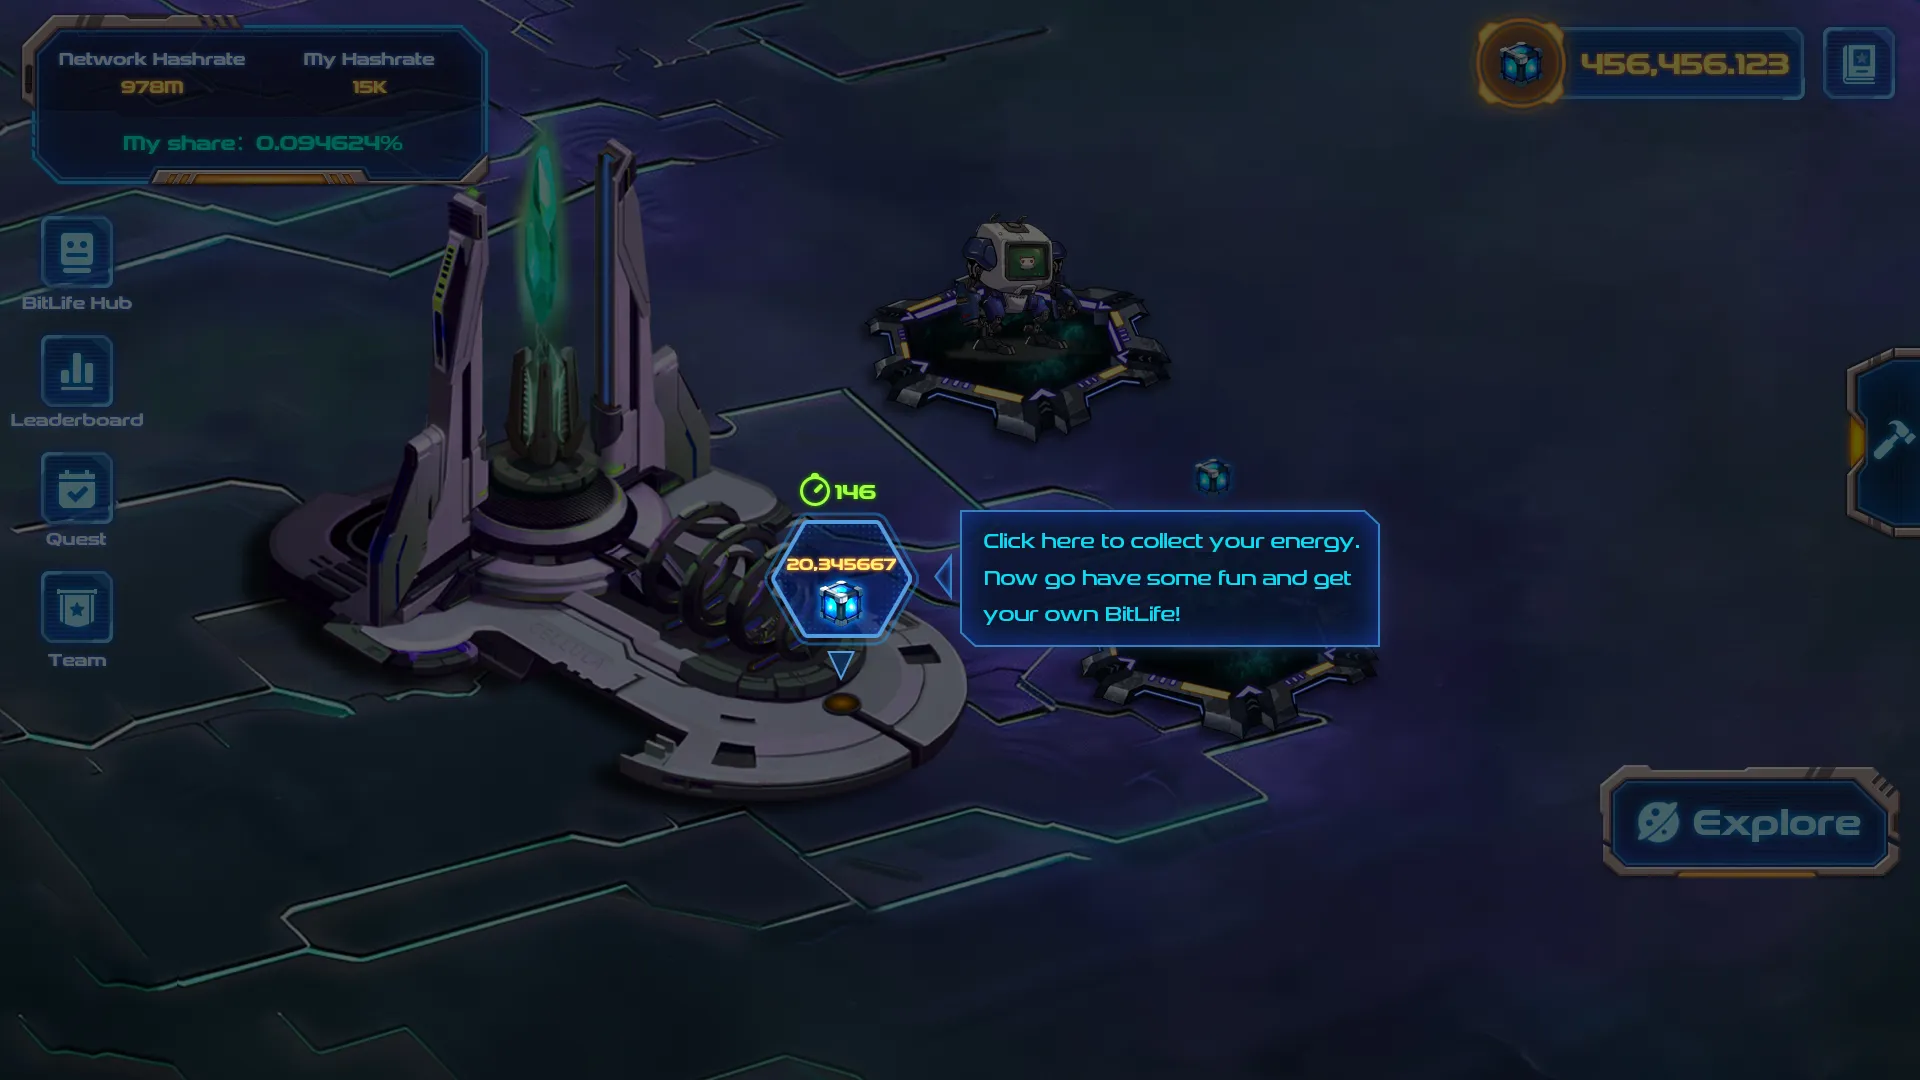 Network Hashrate
My Hashrate
978M
15K
My share: 0.094624%
456,456.123
BitLife Hub
Leaderboard
Quest
Team
146
20,345667
Click here to collect your energy.
Now go have some fun and get
your own BitLife!
CELLULA
Explore